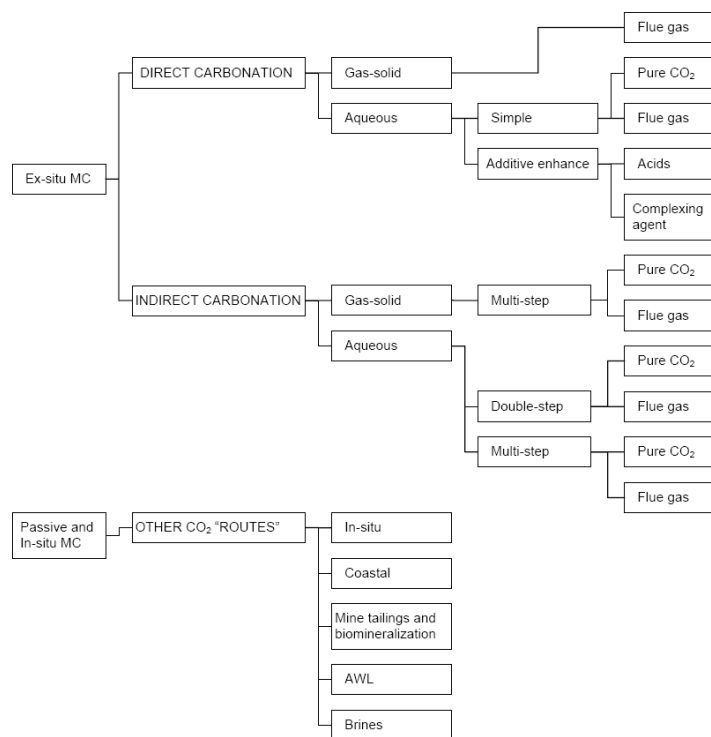 Flue gas
DIRECT CARBONATION
Gas-solid
Pure CO₂
Aqueous
Simple
Flue gas
Ex-situ MC
Additive enhance
Acids
Complexing
agent
INDIRECT CARBONATION
Gas-solid
Multi-step
Pure CO₂
Flue gas
Aqueous
Pure CO₂
Double-step
Flue gas
Multi-step
Pure CO₂
Flue gas
Passive and
In-situ MC
OTHER CO₂ “ROUTES”
In-situ
Coastal
Mine tailings and
biomineralization
AWL
Brines